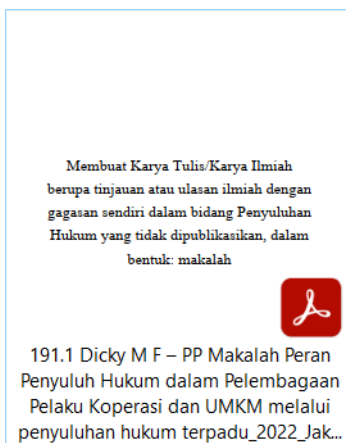 Membuat Karya Tulis/Karya Ilmiah
berupa tinjauan atau ulasan ilmiah dengan
gagasan sendiri dalam bidang Penyuluhan
Hukum yang tidak dipublikasikan, dalam
bentuk: makalah
191.1 Dicky M F – PP Makalah Peran
Penyuluh Hukum dalam Pelembagaan
Pelaku Koperasi dan UMKM melalui
penyuluhan hukum terpadu_2022_Jak...